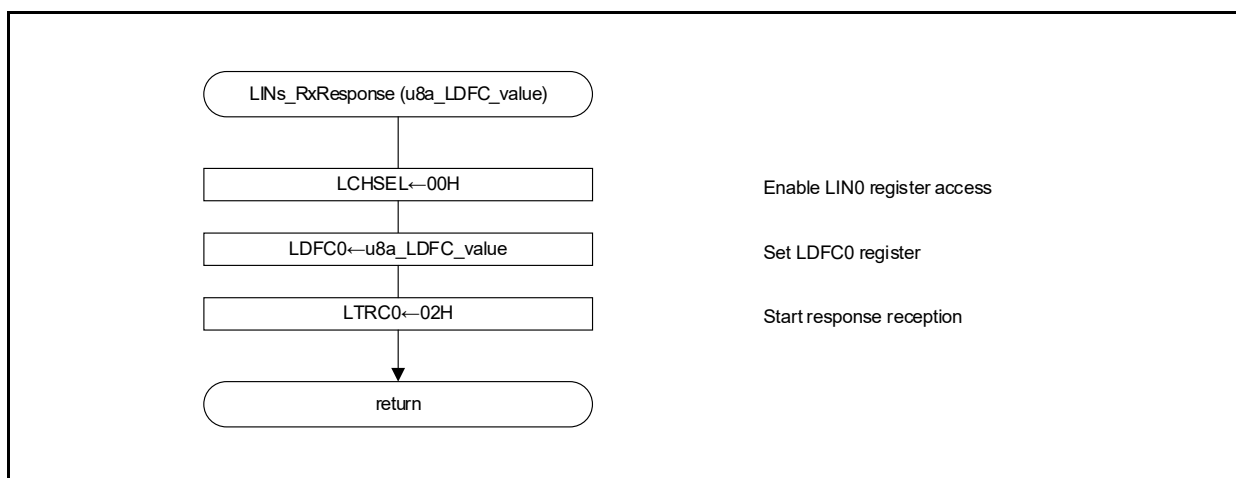 LINs_RxResponse (u8a_LDFC_value)
LCHSEL←00H
Enable LIN0 register access
LDFC0←u8a_LDFC_value
Set LDFC0 register
LTRC0←02H
Start response reception
return